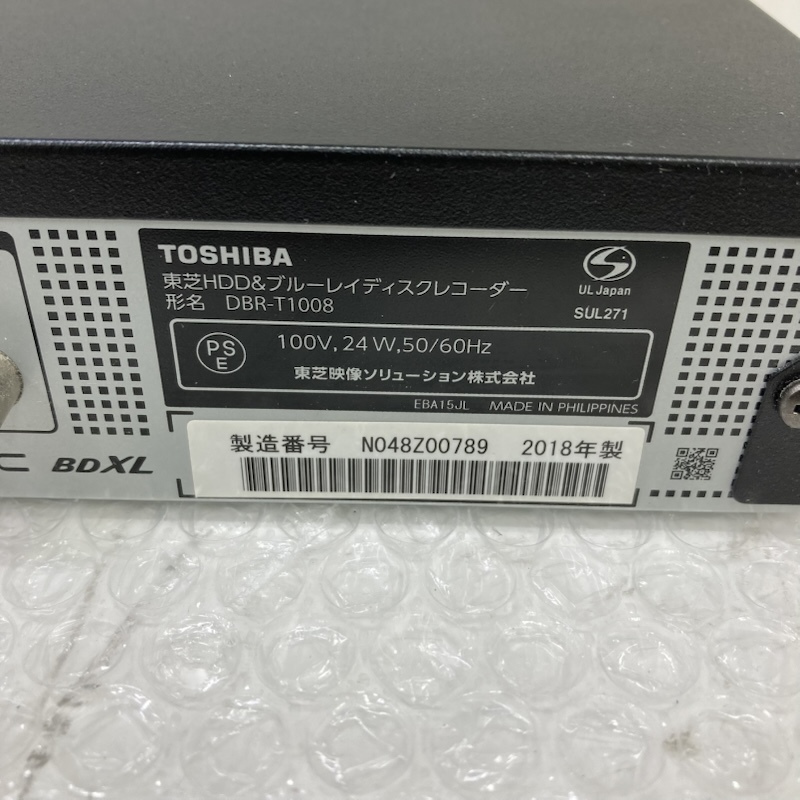 TOSHIBA
東芝HDD&ブルーレイディスクレコーダー
形名 DBR-T1008
UL Japan
SUL271
PS
E
100V, 24W, 50/60Hz
東芝映像ソリューション株式会社
EBA15JL MADE IN PHILIPPINES
BDXL
製造番号 N048Z00789 2018年製